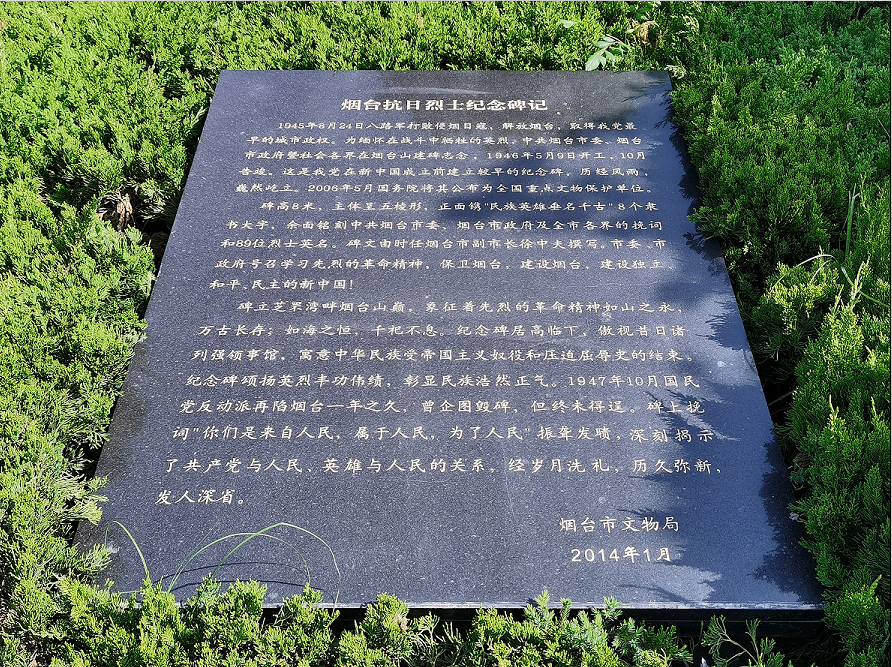 烟台抗日烈士纪念碑记
1945年8月24日八路军打败侵烟日寇、解放烟台，取得我党最
早的城市政权。为缅怀在战斗中牺牲的英烈，中共烟台市委、烟台
市政府暨社会各界在烟台山建碑志念，1946年5月9日开工，10月
告竣。这是我党在新中国成立前建立较早的纪念碑，历经风雨，
巍然屹立。2006年5月国务院将其公布为全国重点文物保护单位。
碑高8米，主体呈五棱形，正面镌"民族英雄垂名千古"8个隶
书大字，余面铭刻中共烟台市委、烟台市政府及全市各界的挽词
和89位烈士英名。碑文由时任烟台市副市长徐中夫撰写。市委、市
政府号召学习先烈的革命精神，保卫烟台，建设烟台，建设独立、
和平、民主的新中国！
碑立芝罘湾畔烟台山巅，象征着先烈的革命精神如山之永，
万古长存；如海之恒，千祀不息。纪念碑居高临下，傲视昔日诸
列强领事馆，寓意中华民族受帝国主义奴役和压迫屈辱史的结束。
纪念碑颂扬英烈丰功伟绩，彰显民族浩然正气。1947年10月国民
党反动派再陷烟台一年之久，曾企图毁碑，但终未得逞。碑上挽
词"你们是来自人民，属于人民，为了人民"振聋发聩，深刻揭示
了共产党与人民、英雄与人民的关系，经岁月洗礼，历久弥新，
发人深省。
烟台市文物局
2014年1月